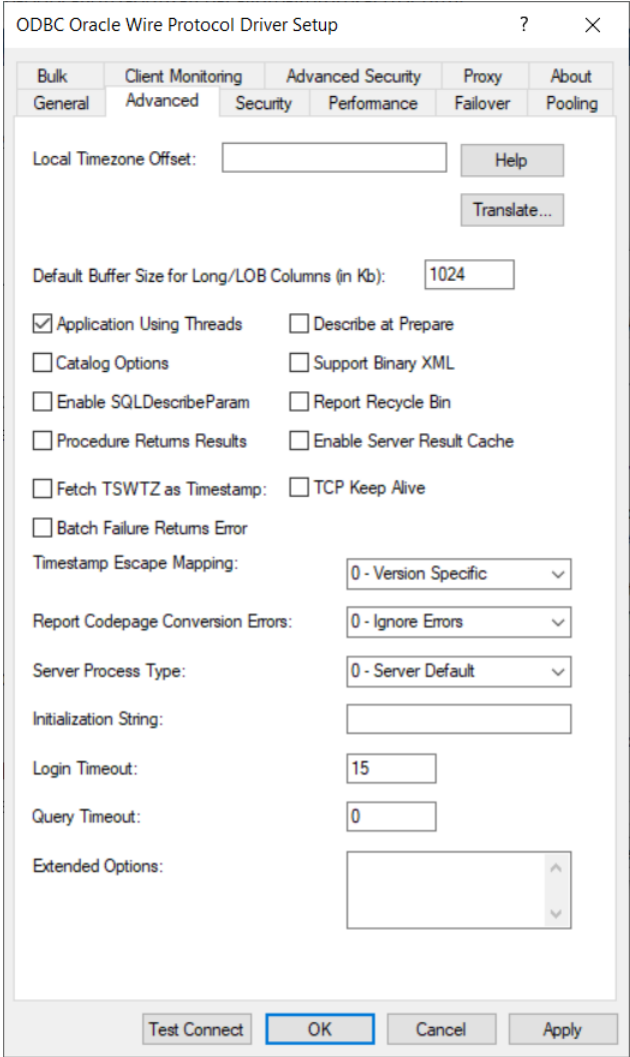 ODBC Oracle Wire Protocol Driver Setup ?
Bulk Client Monitoring Advanced Security Proxy About
General Advanced Security Performance Failover Pooling
Local Timezone Offset: Help
Translate...
Default Buffer Size for Long/LOB Columns (in Kb): 1024
Application Using Threads Describe at Prepare
Catalog Options Support Binary XML
Enable SQLDescribeParam Report Recycle Bin
Procedure Returns Results Enable Server Result Cache
Fetch TSWTZ as Timestamp: TCP Keep Alive
Batch Failure Returns Error
Timestamp Escape Mapping: 0 - Version Specific
Report Codepage Conversion Errors: 0 - Ignore Errors
Server Process Type: 0 - Server Default
Initialization String:
Login Timeout: 15
Query Timeout: 0
Extended Options:
Test Connect OK Cancel Apply